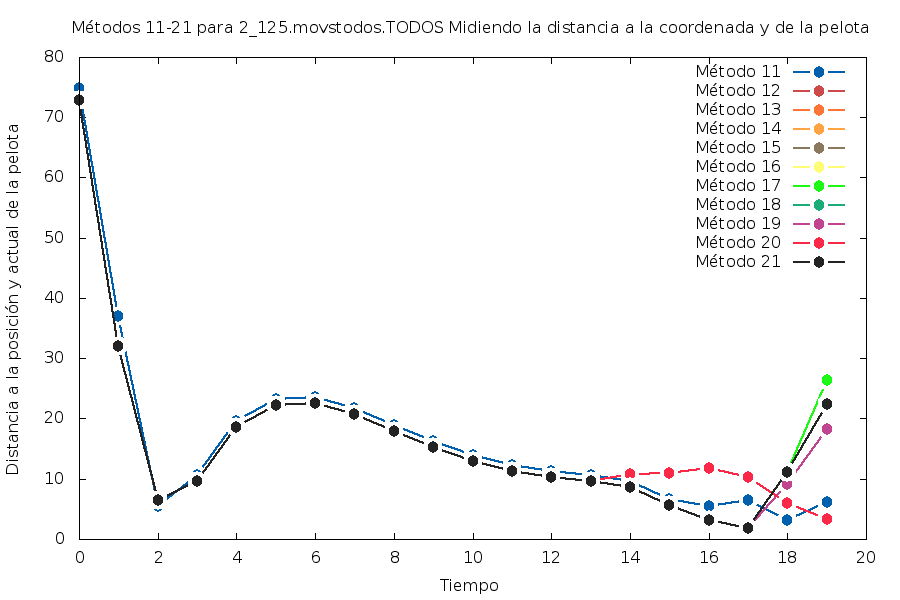 Métodos 11-21 para 2_125.movstodos.TODOS Midiendo la distancia a la coordenada y de la pelota
Distancia a la posición y actual de la pelota
80
70
60
50
40
30
20
10
0
Método 11
Método 12
Método 13
Método 14
Método 15
Método 16
Método 17
Método 18
Método 19
Método 20
Método 21
0 2 4 6 8 10 12 14 16 18 20
Tiempo